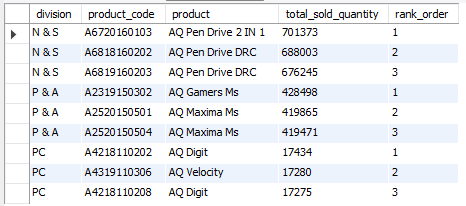 division product_code product total_sold_quantity rank_order
N & S A6720160103 AQ Pen Drive 2 IN 1 701373 1
N & S A6818160202 AQ Pen Drive DRC 688003 2
N & S A6819160203 AQ Pen Drive DRC 676245 3
P & A A2319150302 AQ Gamers Ms 428498 1
P & A A2520150501 AQ Maxima Ms 419865 2
P & A A2520150504 AQ Maxima Ms 419471 3
PC A4218110202 AQ Digit 17434 1
PC A4319110306 AQ Velocity 17280 2
PC A4218110208 AQ Digit 17275 3